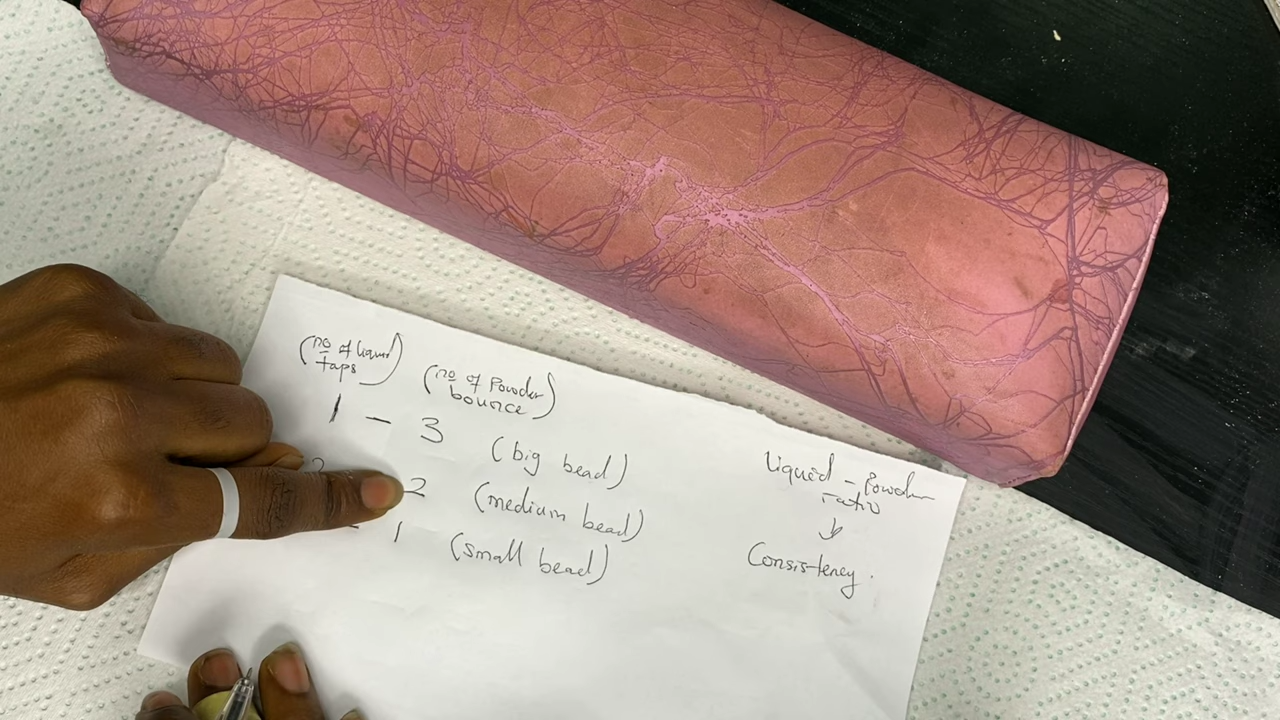 (no of liquid
taps)
(no of Powder
bounce)
1 - 3 (big bead)
2 2 (medium bead)
- 1 (small bead)
Liquid - Powder
ratio
↓
Consistency.